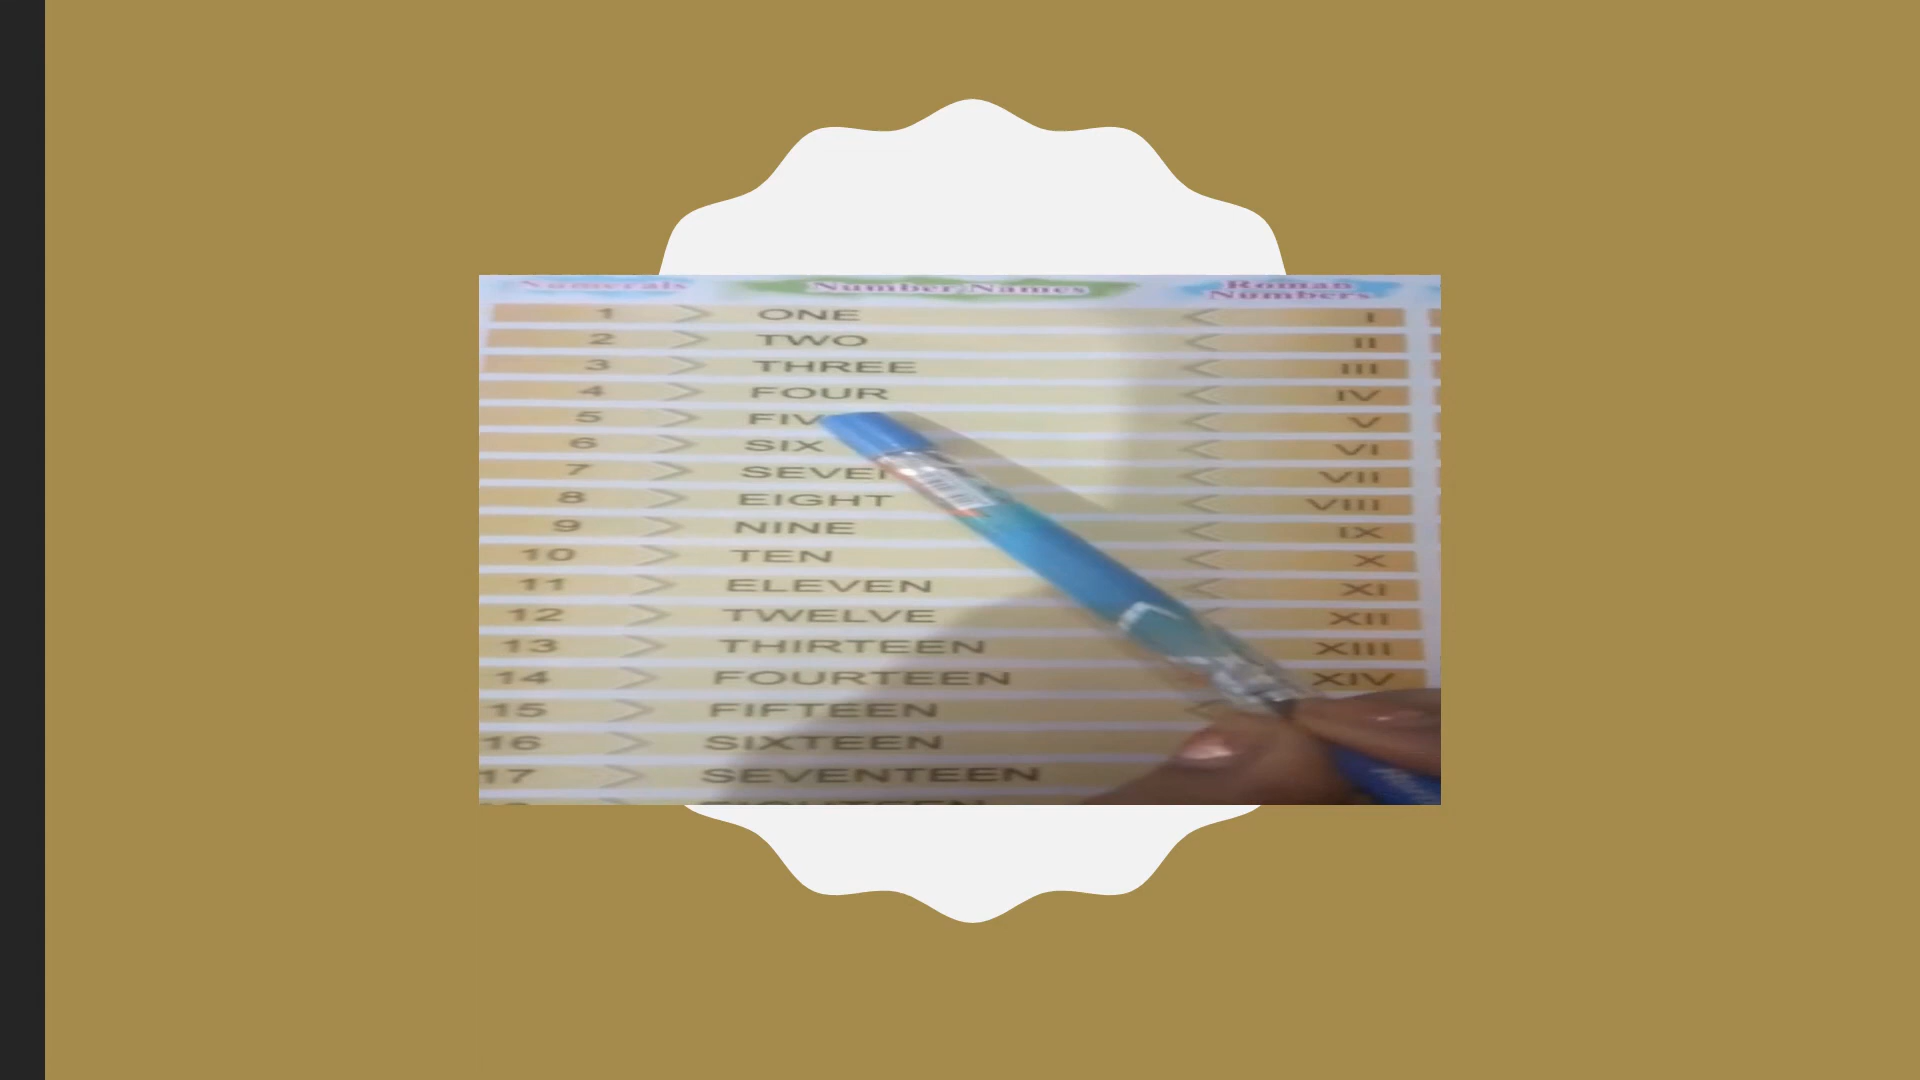 Numerals Number Names Roman Numbers
1 > ONE < I
2 > TWO < II
3 > THREE < III
4 > FOUR < IV
5 > FIV < V
6 > SIX < VI
7 > SEVE < VII
8 > EIGHT < VIII
9 > NINE < IX
10 > TEN < X
11 > ELEVEN < XI
12 > TWELVE < XII
13 > THIRTEEN XIII
14 > FOURTEEN < XIV
15 > FIFTEEN <
16 > SIXTEEN
17 > SEVENTEEN